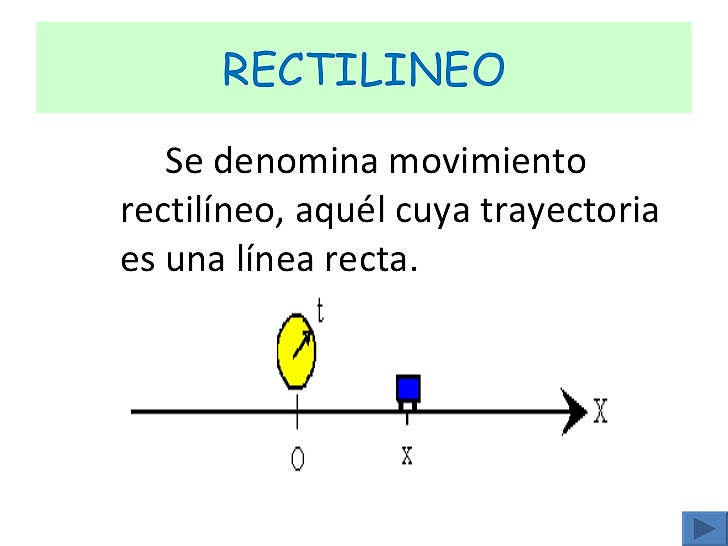 RECTILINEO
Se denomina movimiento
rectilíneo, aquél cuya trayectoria
es una línea recta.
t
X
O x